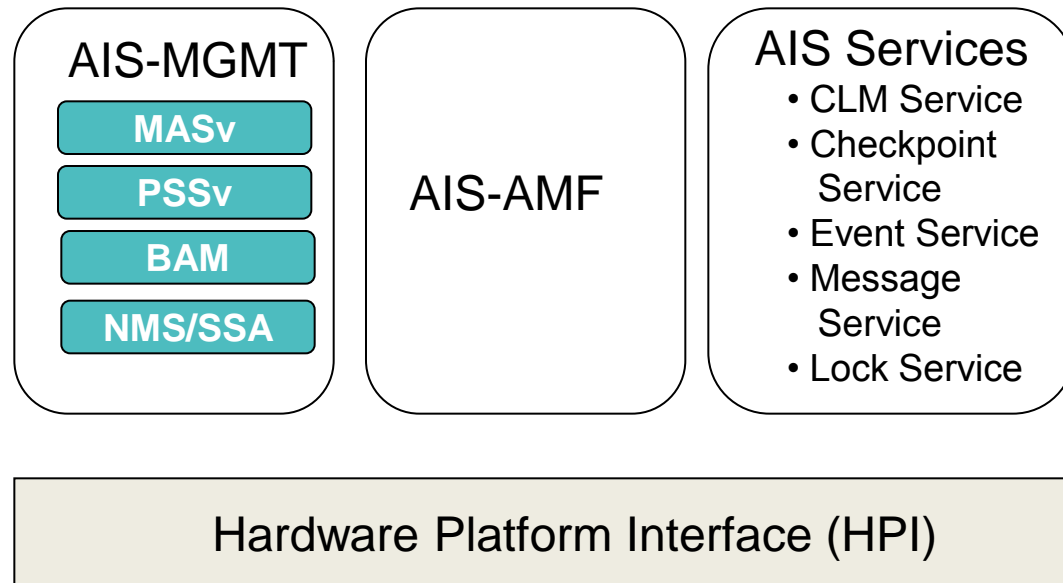 AIS-MGMT
MASv
PSSv
BAM
NMS/SSA
AIS-AMF
AIS Services
• CLM Service
• Checkpoint
Service
• Event Service
• Message
Service
• Lock Service
Hardware Platform Interface (HPI)